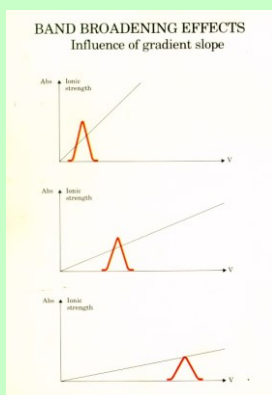 BAND BROADENING EFFECTS
Influence of gradient slope
Abs Ionic
strength
V
Abs Ionic
strength
V
Abs Ionic
strength
V